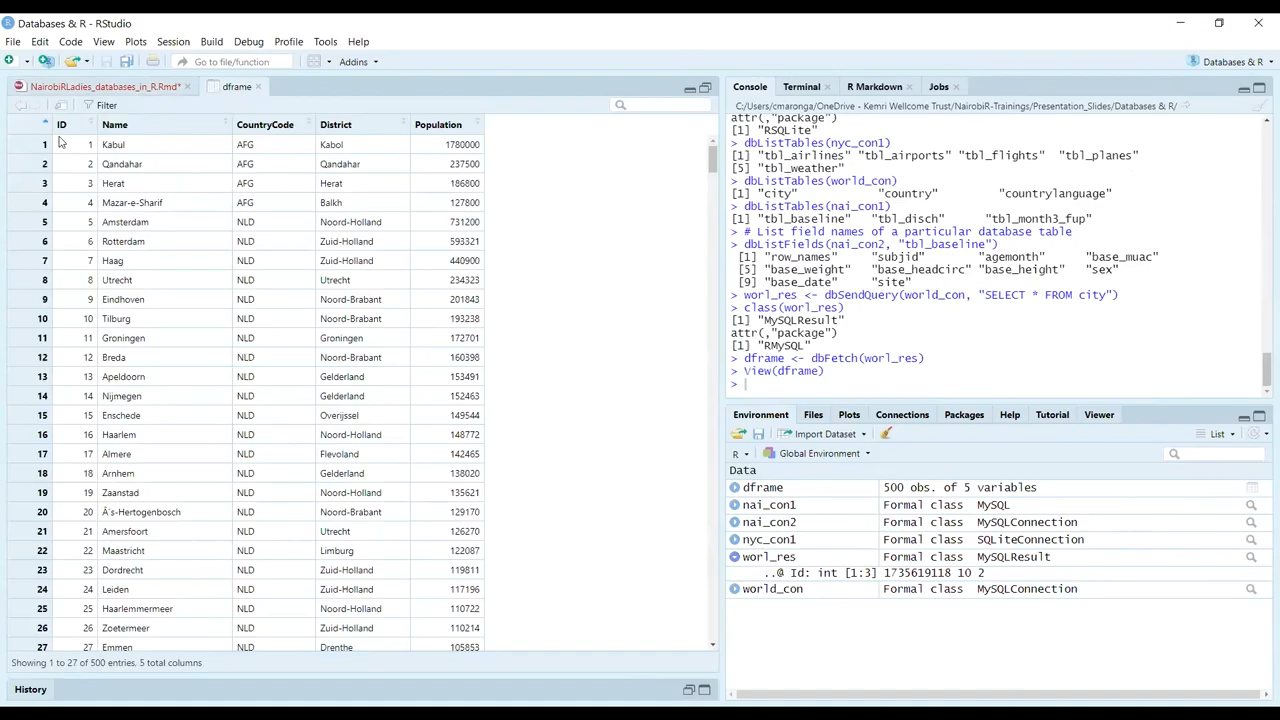 Databases & R - RStudio
File Edit Code View Plots Session Build Debug Profile Tools Help
Go to file/function Addins Databases & R
NairobiRLadies_databases_in_R.Rmd* dframe
Filter
ID Name CountryCode District Population
1 1 Kabul AFG Kabol 1780000
2 2 Qandahar AFG Qandahar 237500
3 3 Herat AFG Herat 186800
4 4 Mazar-e-Sharif AFG Balkh 127800
5 5 Amsterdam NLD Noord-Holland 731200
6 6 Rotterdam NLD Zuid-Holland 593321
7 7 Haag NLD Zuid-Holland 440900
8 8 Utrecht NLD Utrecht 234323
9 9 Eindhoven NLD Noord-Brabant 201843
10 10 Tilburg NLD Noord-Brabant 193238
11 11 Groningen NLD Groningen 172701
12 12 Breda NLD Noord-Brabant 160398
13 13 Apeldoorn NLD Gelderland 153491
14 14 Nijmegen NLD Gelderland 152463
15 15 Enschede NLD Overijssel 149544
16 16 Haarlem NLD Noord-Holland 148772
17 17 Almere NLD Flevoland 142465
18 18 Arnhem NLD Gelderland 138020
19 19 Zaanstad NLD Noord-Holland 135621
20 20 Â´s-Hertogenbosch NLD Noord-Brabant 129170
21 21 Amersfoort NLD Utrecht 126270
22 22 Maastricht NLD Limburg 122087
23 23 Dordrecht NLD Zuid-Holland 119811
24 24 Leiden NLD Zuid-Holland 117196
25 25 Haarlemmermeer NLD Noord-Holland 110722
26 26 Zoetermeer NLD Zuid-Holland 110214
27 27 Emmen NLD Drenthe 105853
Showing 1 to 27 of 500 entries, 5 total columns
History
Console Terminal R Markdown Jobs
C:/Users/cmaronga/OneDrive - Kemri Wellcome Trust/NairobiR-Trainings/Presentation_Slides/Databases & R/
attr(,"package")
[1] "RSQLite"
> dbListTables(nyc_con1)
[1] "tbl_airlines" "tbl_airports" "tbl_flights" "tbl_planes"
[5] "tbl_weather"
> dbListTables(world_con)
[1] "city" "country" "countrylanguage"
> dbListTables(nai_con1)
[1] "tbl_baseline" "tbl_disch" "tbl_month3_fup"
> # List field names of a particular database table
> dbListFields(nai_con2, "tbl_baseline")
[1] "row_names" "subjid" "agemonth" "base_muac"
[5] "base_weight" "base_headcirc" "base_height" "sex"
[9] "base_date" "site"
> worl_res <- dbSendQuery(world_con, "SELECT * FROM city")
> class(worl_res)
[1] "MySQLResult"
attr(,"package")
[1] "RMySQL"
> dframe <- dbFetch(worl_res)
> View(dframe)
>
Environment Files Plots Connections Packages Help Tutorial Viewer
Import Dataset List
R Global Environment
Data
dframe 500 obs. of 5 variables
nai_con1 Formal class MySQL
nai_con2 Formal class MySQLConnection
nyc_con1 Formal class SQLiteConnection
worl_res Formal class MySQLResult
..@ Id: int [1:3] 1735619118 10 2
world_con Formal class MySQLConnection